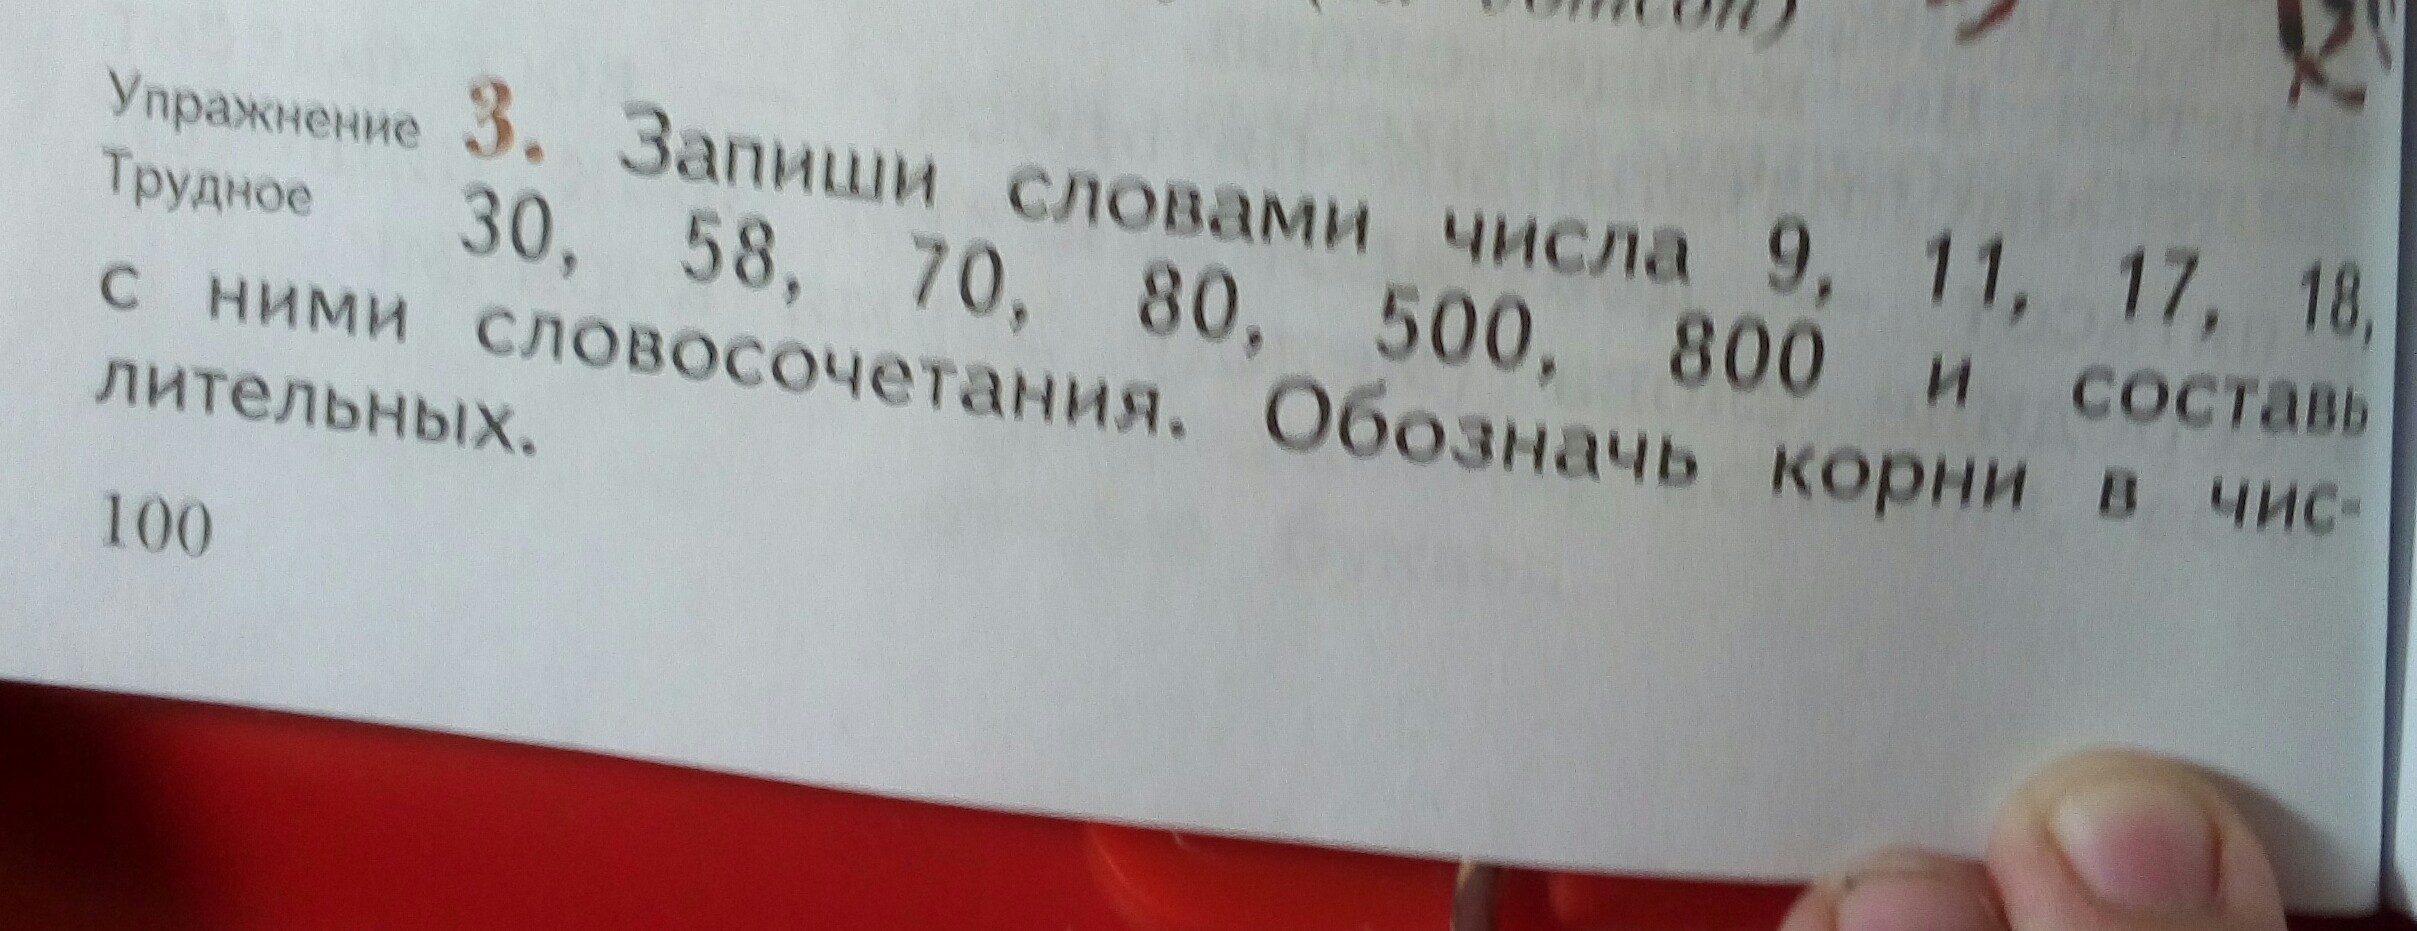 Упражнение 3. Запиши словами числа 9, 11, 17, 18,
Трудное 30, 58, 70, 80, 500, 800 и составь
с ними словосочетания. Обозначь корни в чис-
лительных.
100